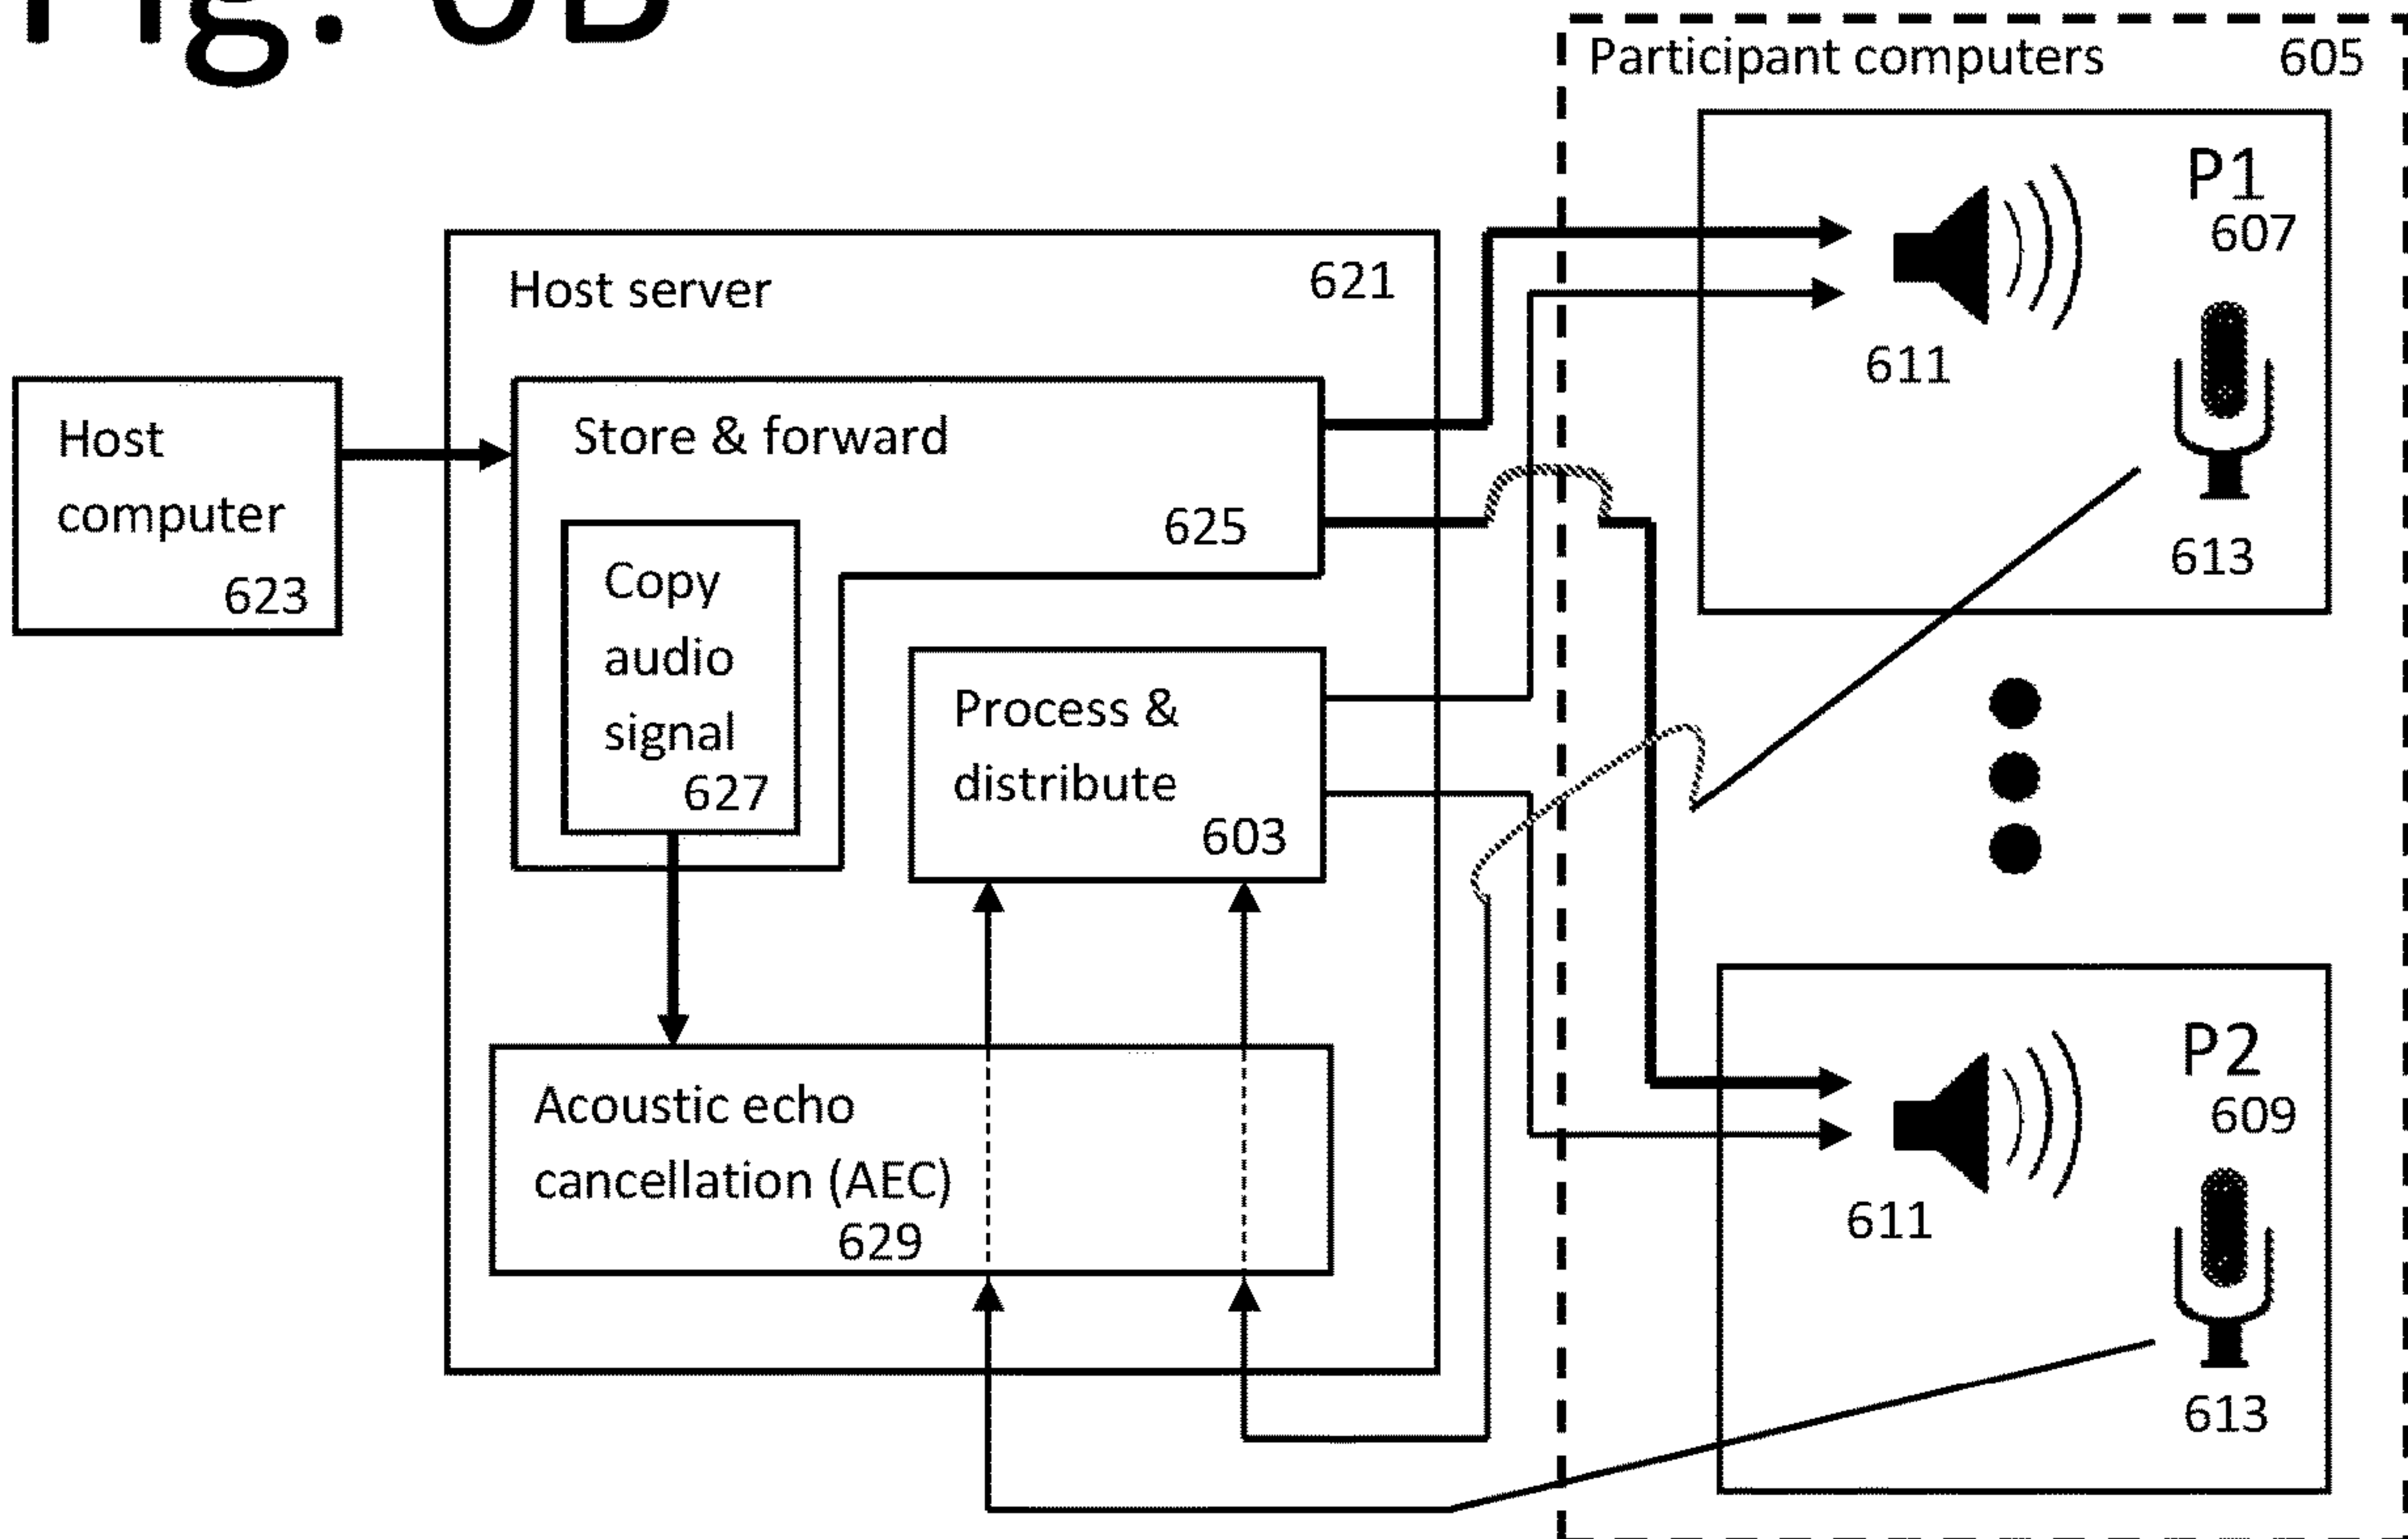 Participant computers 605
P1
607
611
613
Host server 621
Host
computer
623
Store & forward
625
Copy
audio
signal
627
Process &
distribute
603
Acoustic echo
cancellation (AEC)
629
P2
609
611
613